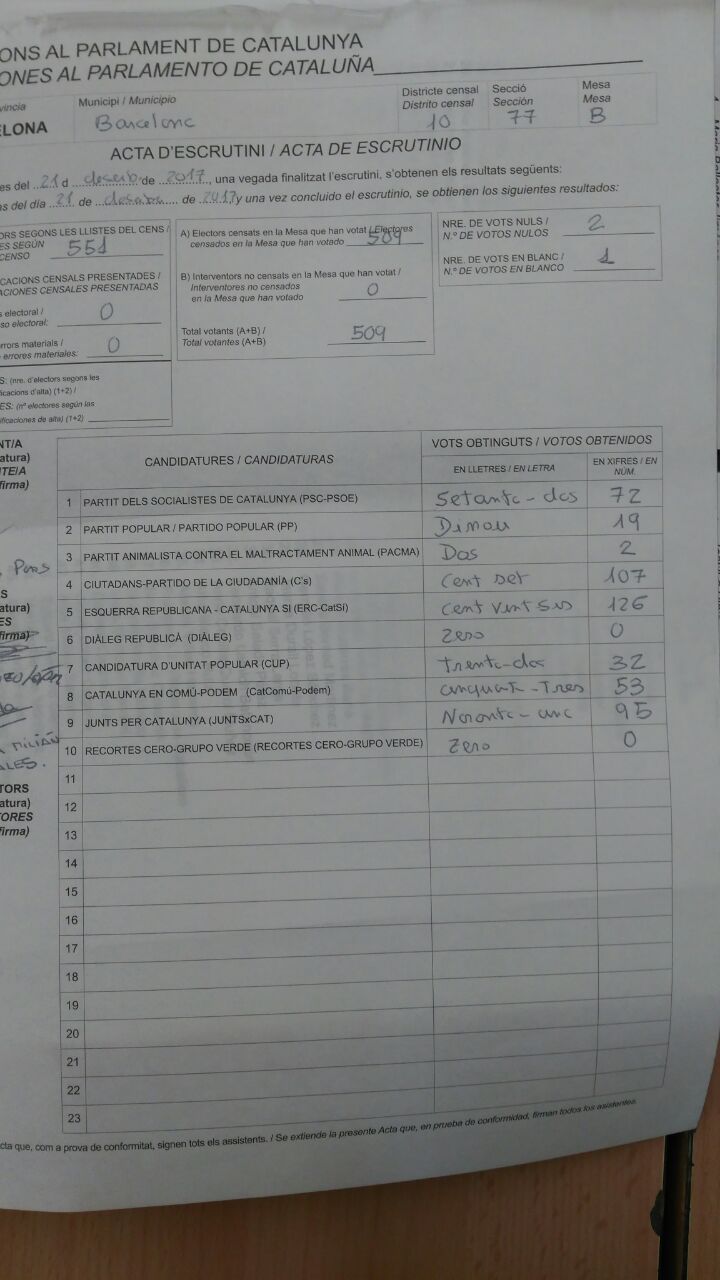 ONS AL PARLAMENT DE CATALUNYA
ONES AL PARLAMENTO DE CATALUÑA
víncia Municipi / Municipio Districte censal Secció Mesa
Distrito censal Sección Mesa
ELONA Barcelona 10 77 B
ACTA D'ESCRUTINI / ACTA DE ESCRUTINIO
es del 21 d desemb de 2017, una vegada finalitzat l'escrutini, s'obtenen els resultats següents:
s del día 21 de de 2017 y una vez concluido el escrutinio, se obtienen los siguientes resultados:
ORS SEGONS LES LLISTES DEL CENS /
ES SEGÚN
CENSO 551
CACIONS CENSALS PRESENTADES /
ACIONES CENSALES PRESENTADAS
s electoral /
so electoral: 0
rrors materials /
errores materiales: 0
S: (nre. d'electors segons les
ificacions d'alta) (1+2) /
ES: (nº electores según las
ificaciones de alta) (1+2)
A) Electors censats en la Mesa que han votat / Electores
censados en la Mesa que han votado 509
B) Interventors no censats en la Mesa que han votat /
Interventores no censados
en la Mesa que han votado 0
Total votants (A+B) /
Total votantes (A+B) 509
NRE. DE VOTS NULS /
N.º DE VOTOS NULOS 2
NRE. DE VOTS EN BLANC /
N.º DE VOTOS EN BLANCO 1
CANDIDATURES / CANDIDATURAS VOTS OBTINGUTS / VOTOS OBTENIDOS
EN LLETRES / EN LETRA EN XIFRES / EN NÚM.
1 PARTIT DELS SOCIALISTES DE CATALUNYA (PSC-PSOE) Setanta-dos 72
2 PARTIT POPULAR / PARTIDO POPULAR (PP) Dinou 19
3 PARTIT ANIMALISTA CONTRA EL MALTRACTAMENT ANIMAL (PACMA) Dos 2
4 CIUTADANS-PARTIDO DE LA CIUDADANÍA (C's) Cent set 107
5 ESQUERRA REPUBLICANA - CATALUNYA SI (ERC-CatSí) Cent vint sis 126
6 DIÀLEG REPUBLICÀ (DIÀLEG) Zero 0
7 CANDIDATURA D'UNITAT POPULAR (CUP) Trenta-dos 32
8 CATALUNYA EN COMÚ-PODEM (CatComú-Podem) cinquanta-Tres 53
9 JUNTS PER CATALUNYA (JUNTSxCAT) Noranta-cinc 95
10 RECORTES CERO-GRUPO VERDE (RECORTES CERO-GRUPO VERDE) Zero 0
11
12
13
14
15
16
17
18
19
20
21
22
23
NT/A
atura)
NTE/A
firma)
Pons
S
atura)
ES
firma)
MILIÁN
ALES.
TORS
atura)
TORES
firma)
cta que, com a prova de conformitat, signen tots els assistents. / Se extiende la presente Acta que, en prueba de conformidad, firman todos los asistentes.